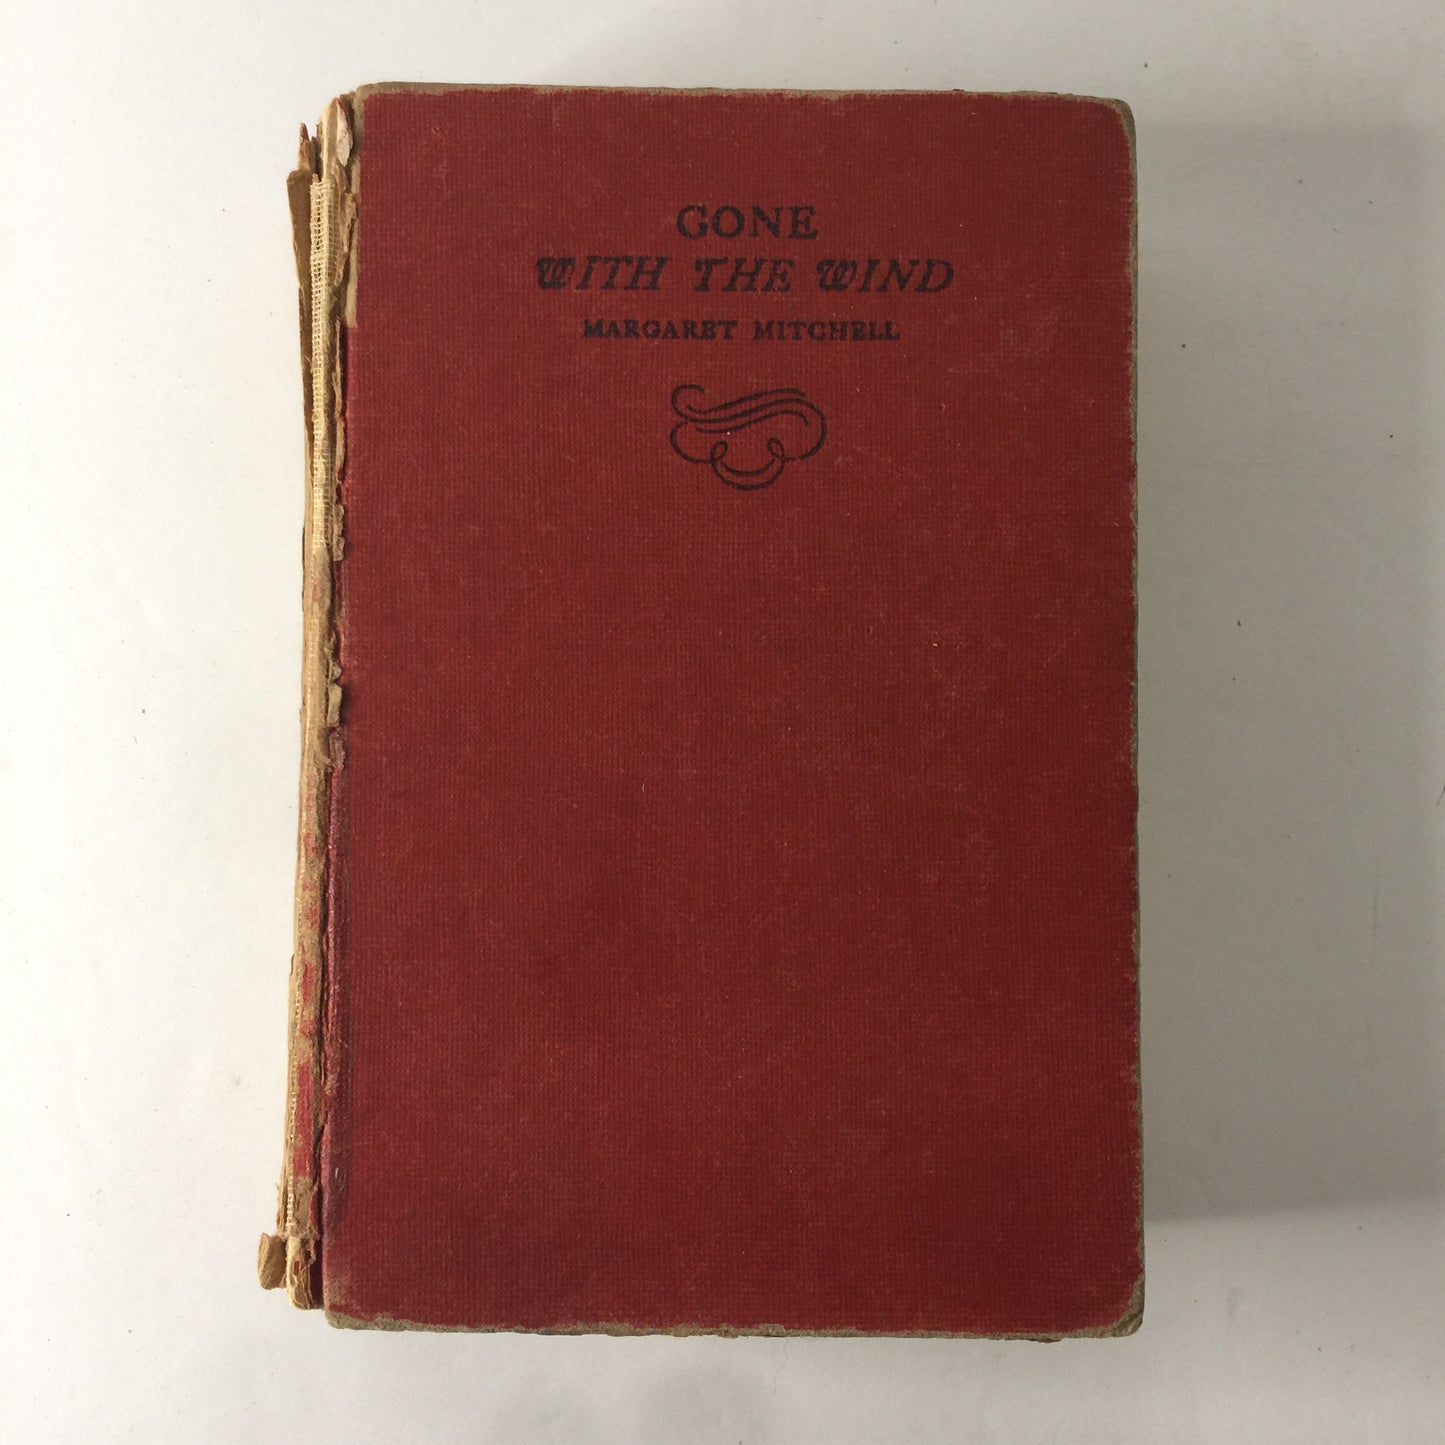 GONE
WITH THE WIND
MARGARET MITCHELL